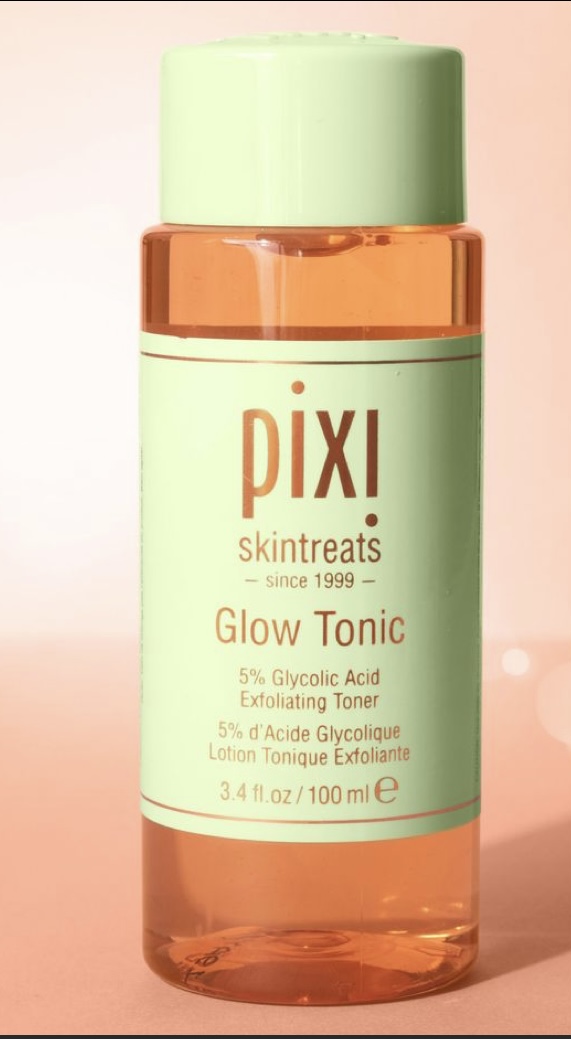 pixi
skintreats
– since 1999 –
Glow Tonic
5% Glycolic Acid
Exfoliating Toner
5% d'Acide Glycolique
Lotion Tonique Exfoliante
3.4 fl.oz / 100 ml ℮